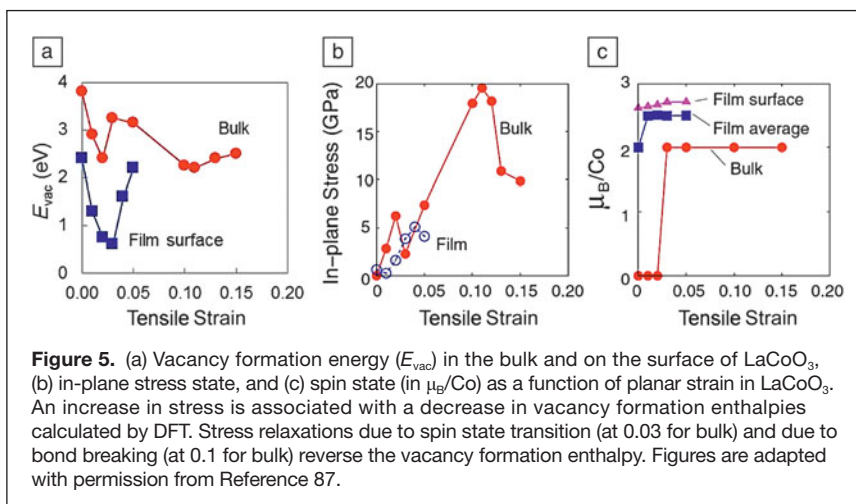 a
b
c
4
3
2
1
0
E_vac (eV)
Bulk
Film surface
0.00 0.05 0.10 0.15 0.20
Tensile Strain
20
15
10
5
0
In-plane Stress (GPa)
Bulk
Film
0 0.05 0.10 0.15 0.20
Tensile Strain
3
2
1
0
μB/Co
Film surface
Film average
Bulk
0 0.05 0.10 0.15 0.20
Tensile Strain
Figure 5. (a) Vacancy formation energy (E_vac) in the bulk and on the surface of LaCoO₃,
(b) in-plane stress state, and (c) spin state (in μB/Co) as a function of planar strain in LaCoO₃.
An increase in stress is associated with a decrease in vacancy formation enthalpies
calculated by DFT. Stress relaxations due to spin state transition (at 0.03 for bulk) and due to
bond breaking (at 0.1 for bulk) reverse the vacancy formation enthalpy. Figures are adapted
with permission from Reference 87.